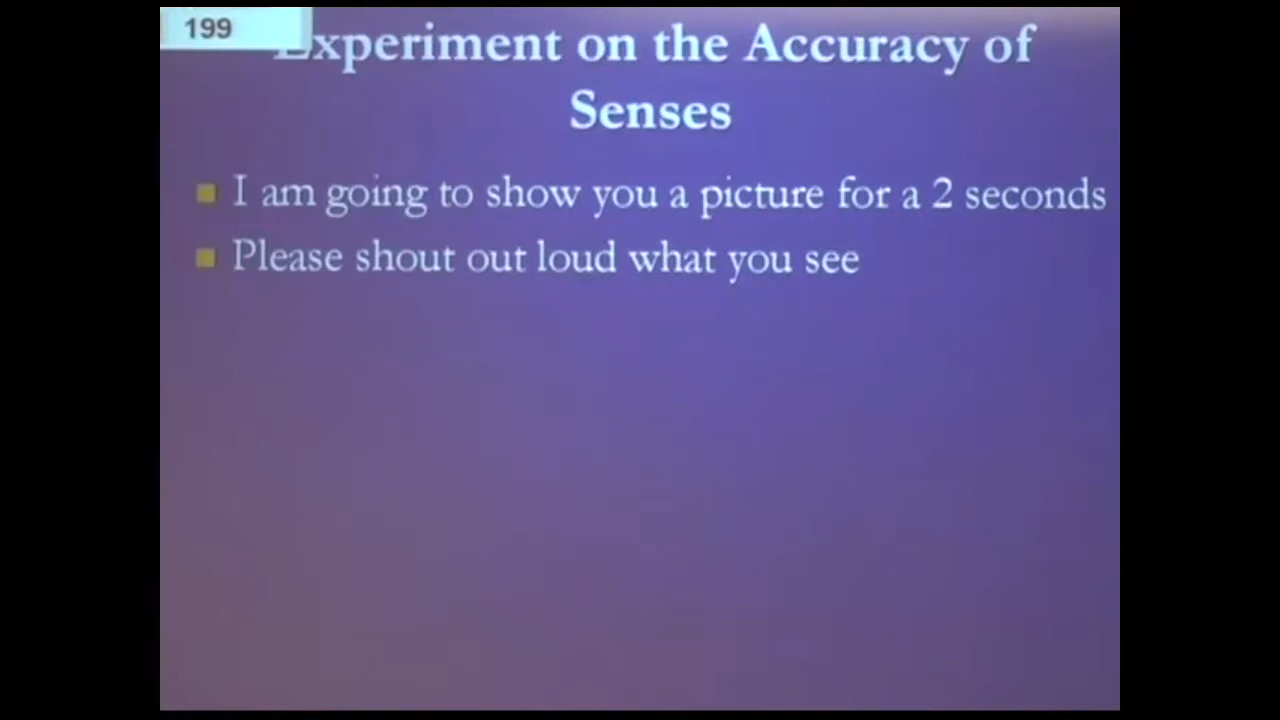 199
Experiment on the Accuracy of
Senses
I am going to show you a picture for a 2 seconds
Please shout out loud what you see